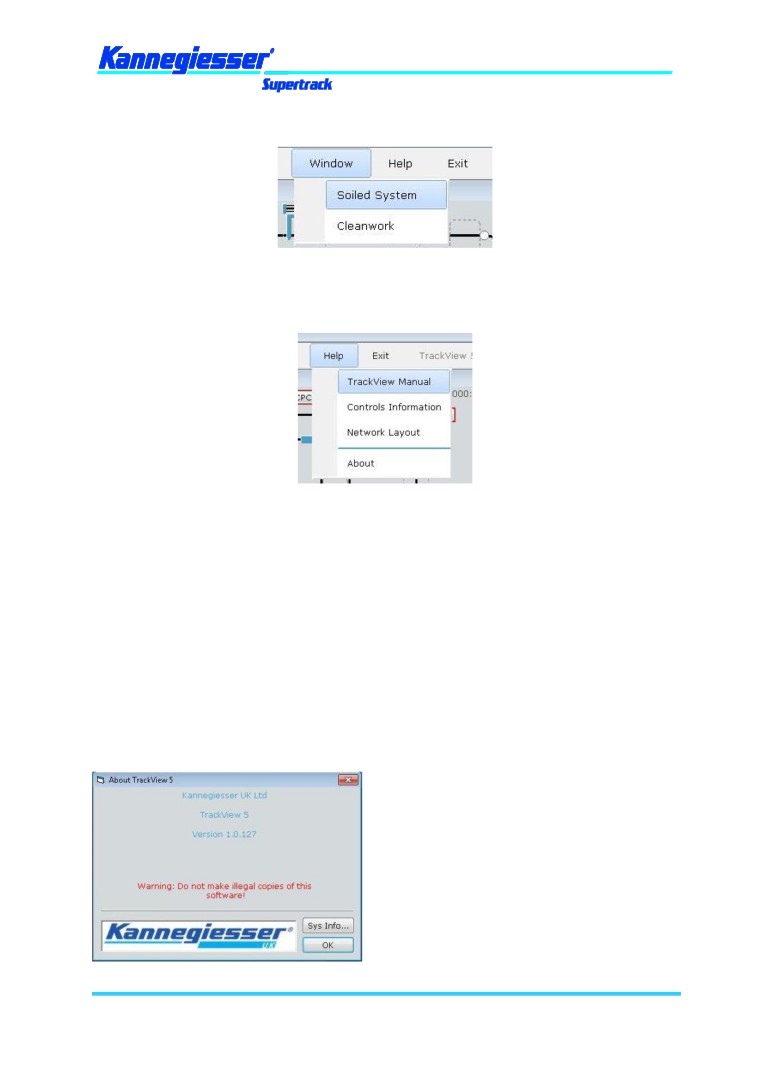 Kannegiesser®
Supertrack
Window Help Exit
Soiled System
Cleanwork
Help Exit TrackView
TrackView Manual
000:
CPC
Controls Information
Network Layout
About
About TrackView 5
Kannegiesser UK Ltd
TrackView 5
Version 1.0.127
Warning: Do not make illegal copies of this
software!
Kannegiesser®
UK
Sys Info...
OK